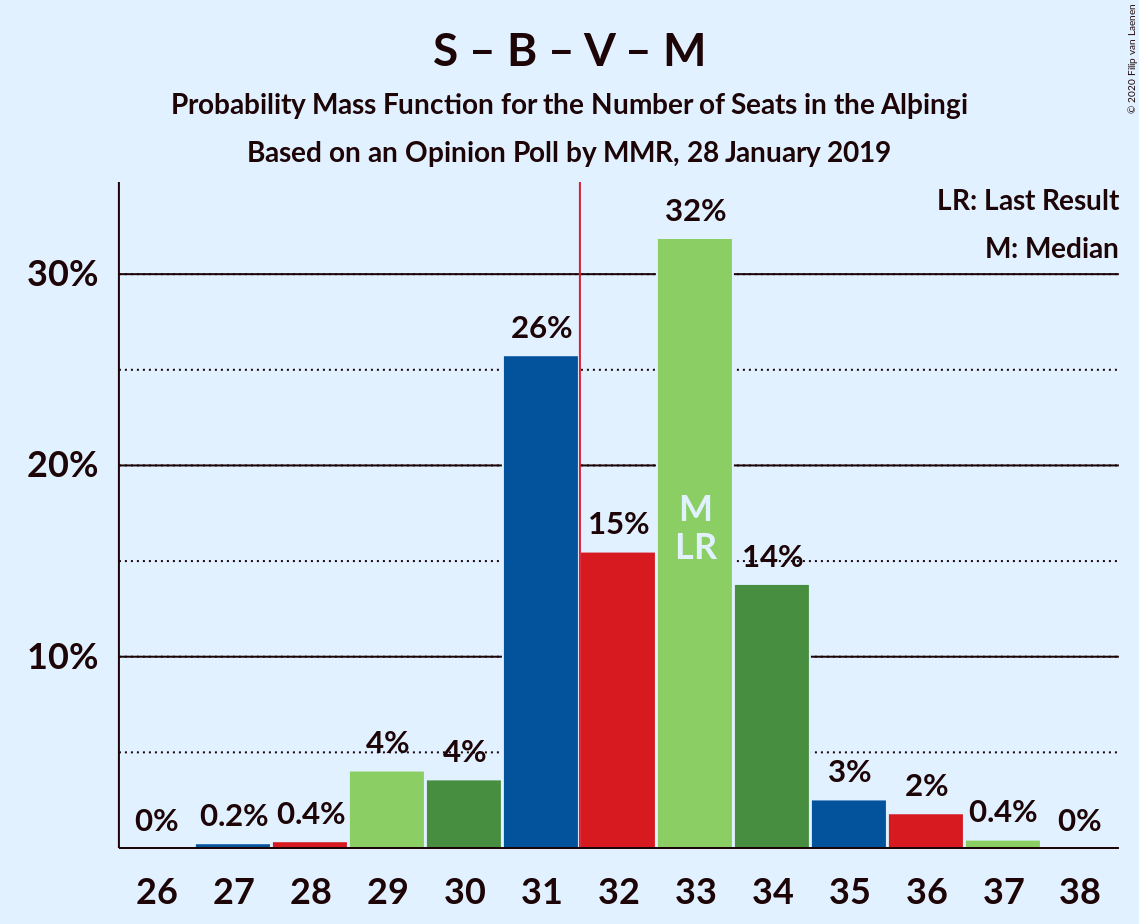 S – B – V – M
Probability Mass Function for the Number of Seats in the Alþingi
Based on an Opinion Poll by MMR, 28 January 2019
© 2020 Filip van Laenen
LR: Last Result
M: Median
30%
20%
10%
0%
0.2%
0.4%
4%
4%
26%
15%
32%
M
LR
14%
3%
2%
0.4%
0%
26 27 28 29 30 31 32 33 34 35 36 37 38